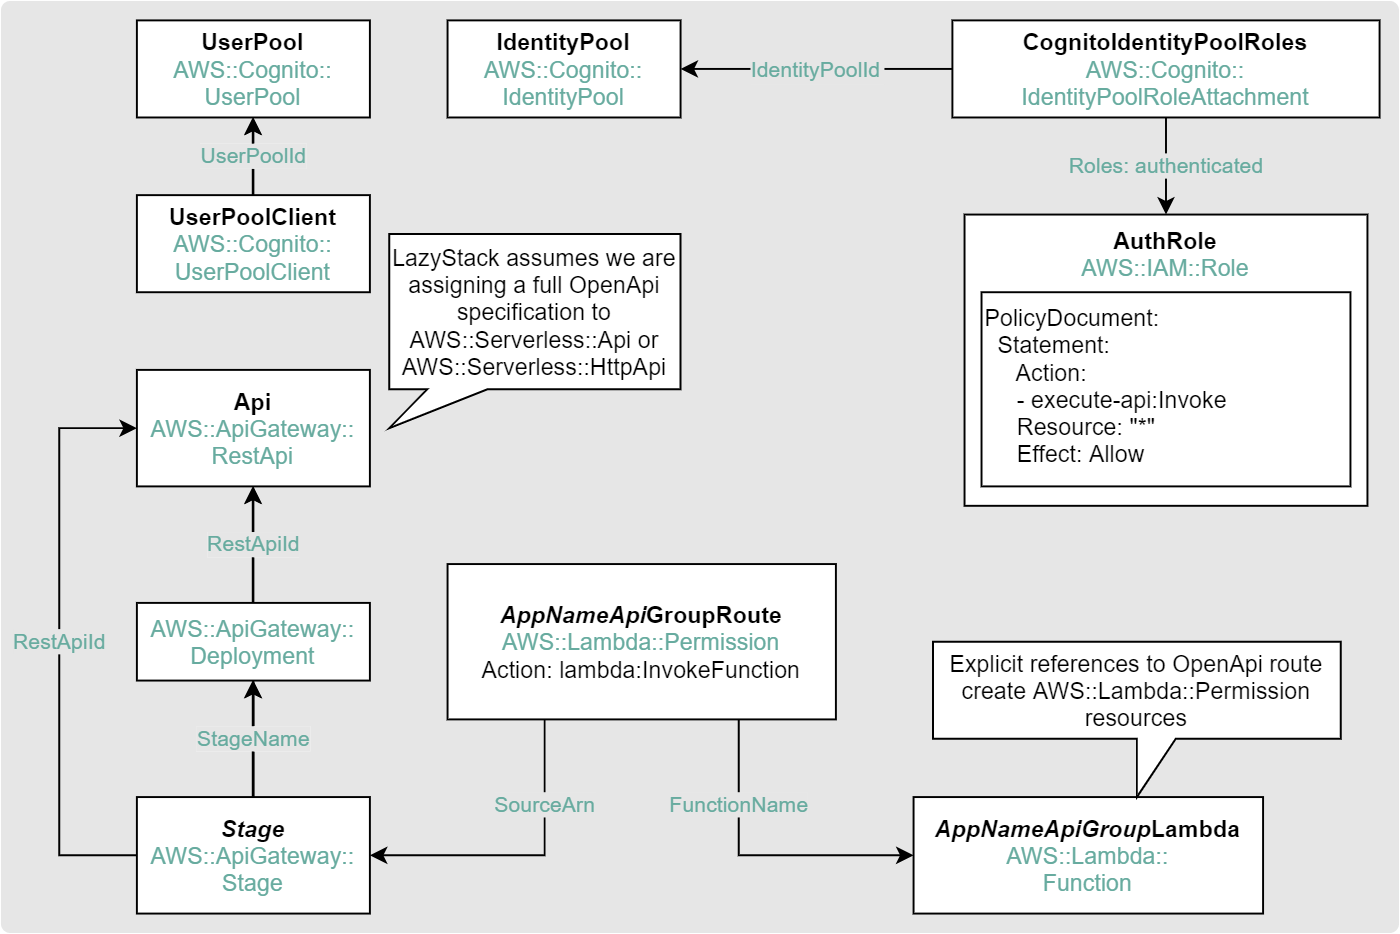 UserPool
AWS::Cognito::
UserPool
IdentityPool
AWS::Cognito::
IdentityPool
IdentityPoolId
CognitoIdentityPoolRoles
AWS::Cognito::
IdentityPoolRoleAttachment
UserPoolId
Roles: authenticated
UserPoolClient
AWS::Cognito::
UserPoolClient
LazyStack assumes we are
assigning a full OpenApi
specification to
AWS::Serverless::Api or
AWS::Serverless::HttpApi
AuthRole
AWS::IAM::Role
PolicyDocument:
Statement:
Action:
- execute-api:Invoke
Resource: "*"
Effect: Allow
Api
AWS::ApiGateway::
RestApi
RestApiId
RestApiId
AWS::ApiGateway::
Deployment
AppNameApiGroupRoute
AWS::Lambda::Permission
Action: lambda:InvokeFunction
Explicit references to OpenApi route
create AWS::Lambda::Permission
resources
StageName
SourceArn
FunctionName
Stage
AWS::ApiGateway::
Stage
AppNameApiGroupLambda
AWS::Lambda::
Function